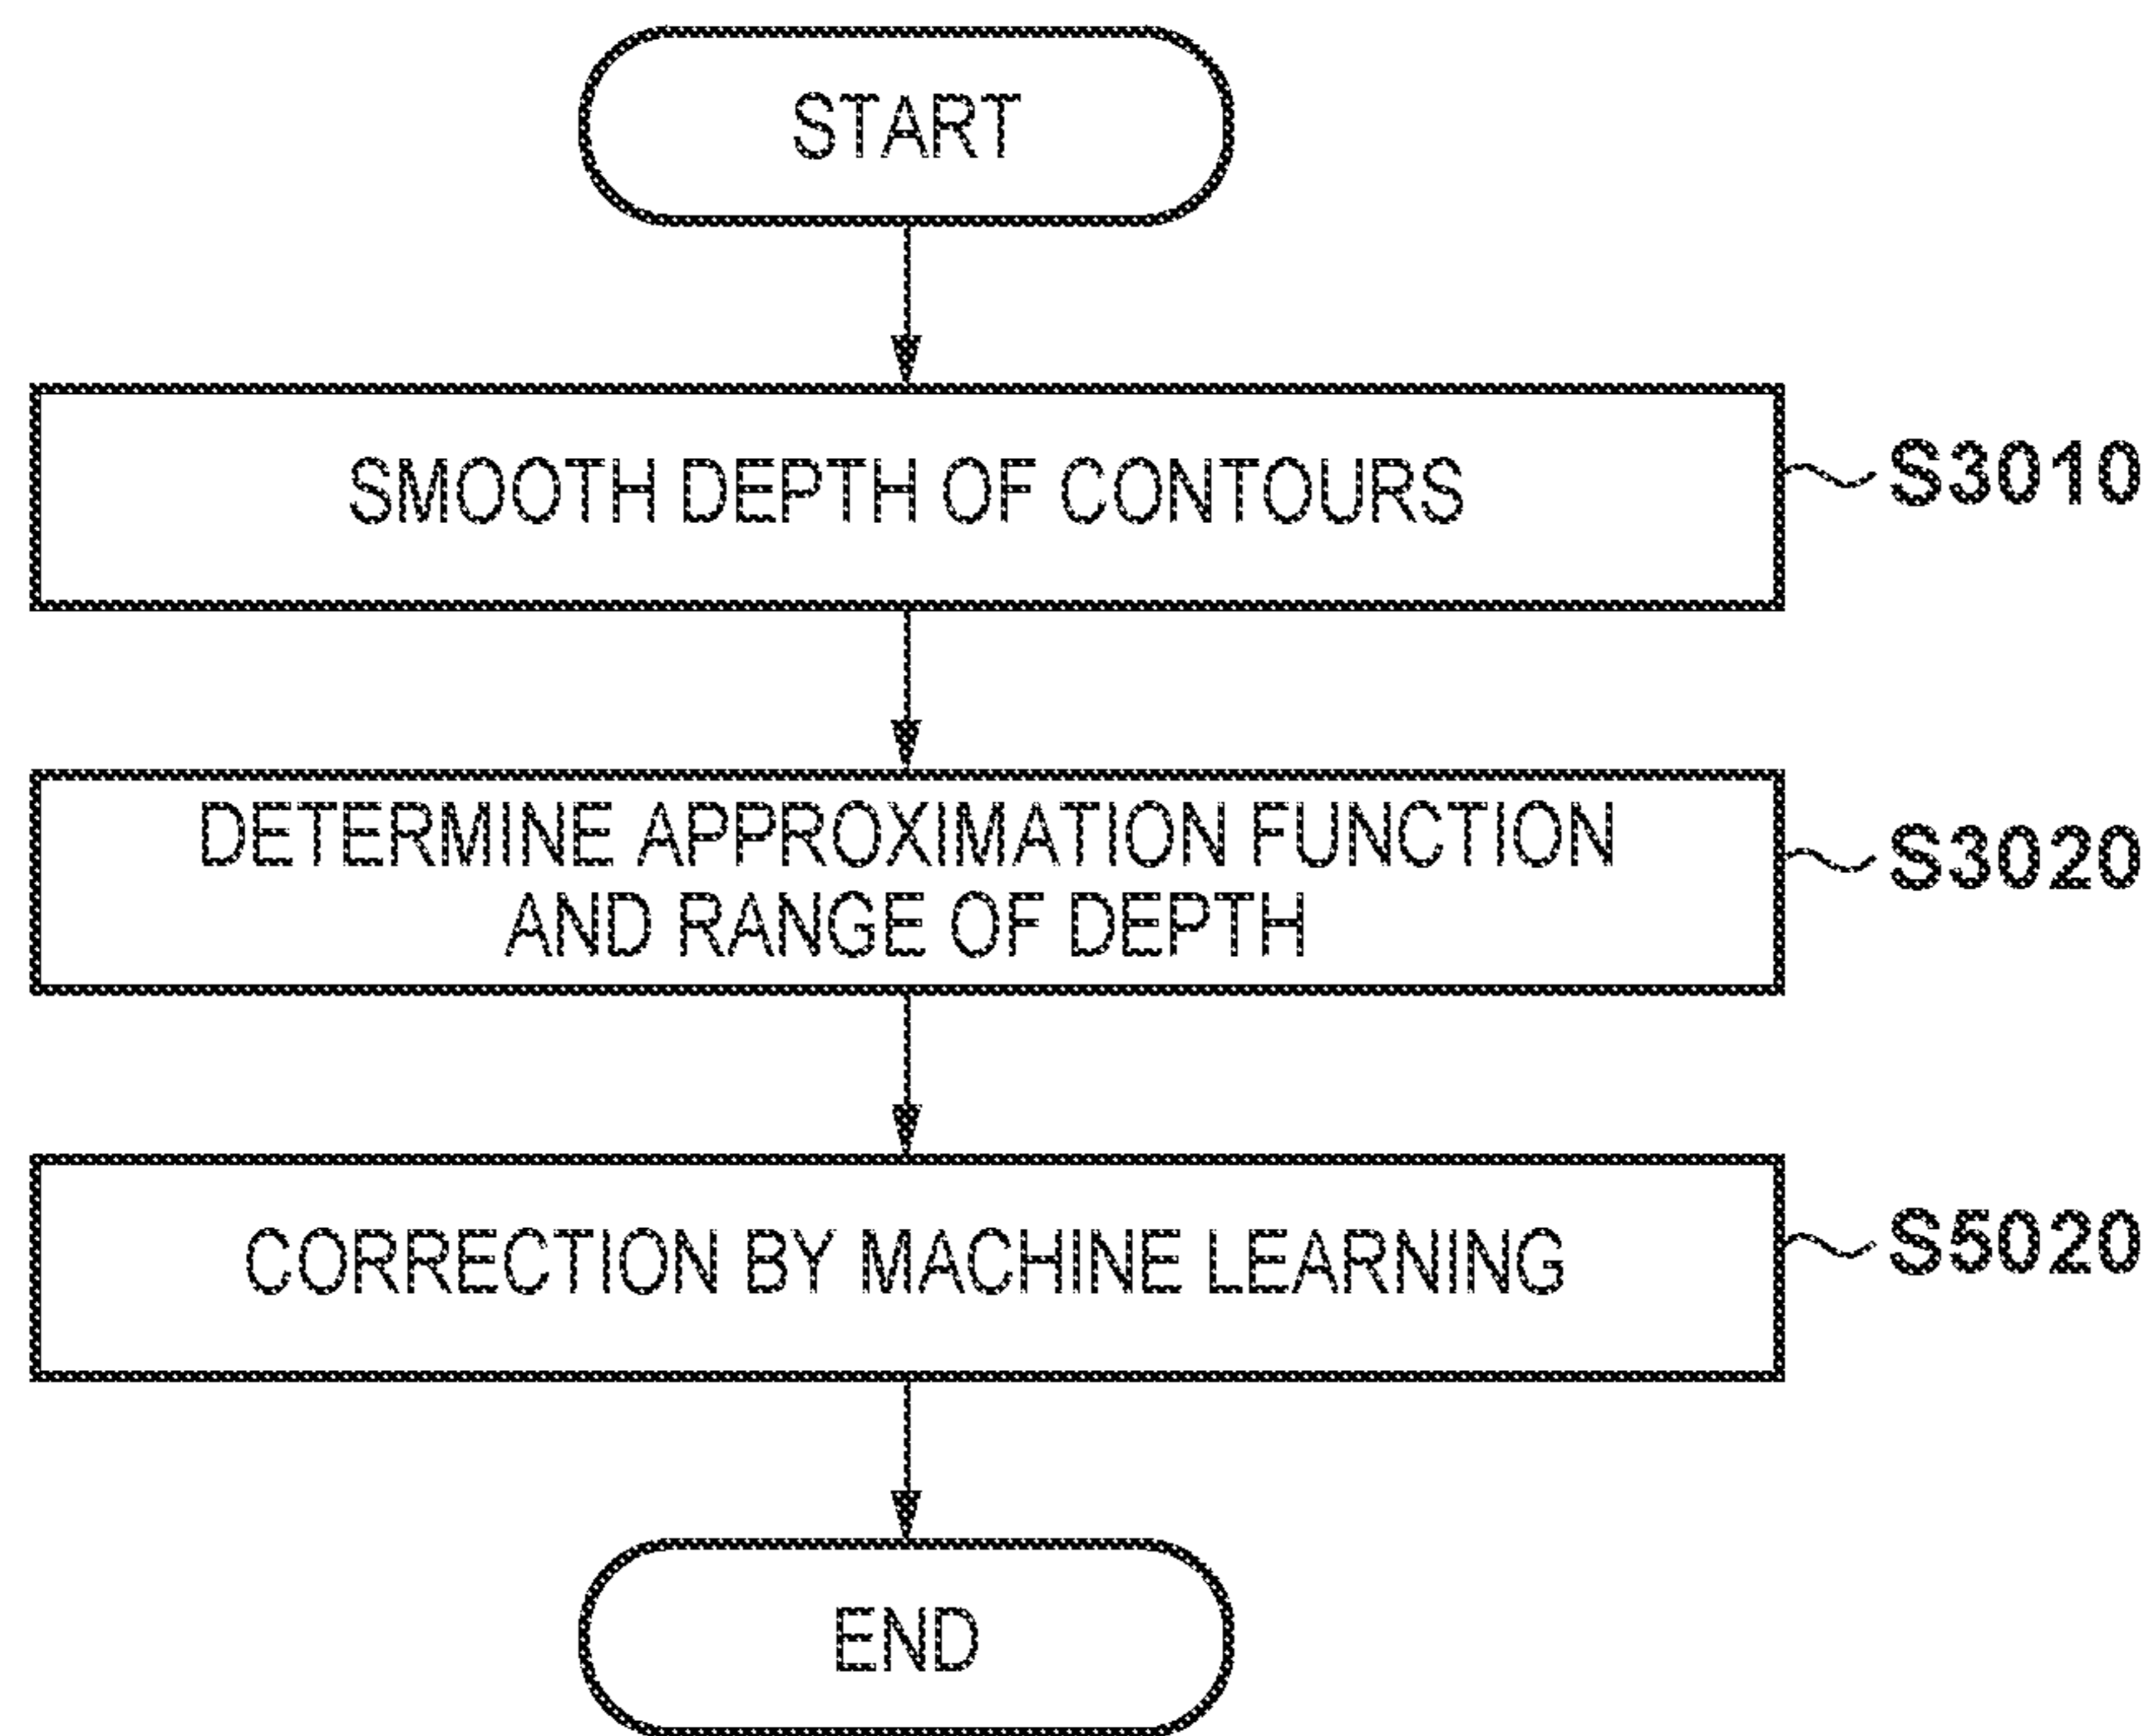 START
SMOOTH DEPTH OF CONTOURS
S3010
DETERMINE APPROXIMATION FUNCTION
AND RANGE OF DEPTH
S3020
CORRECTION BY MACHINE LEARNING
S5020
END